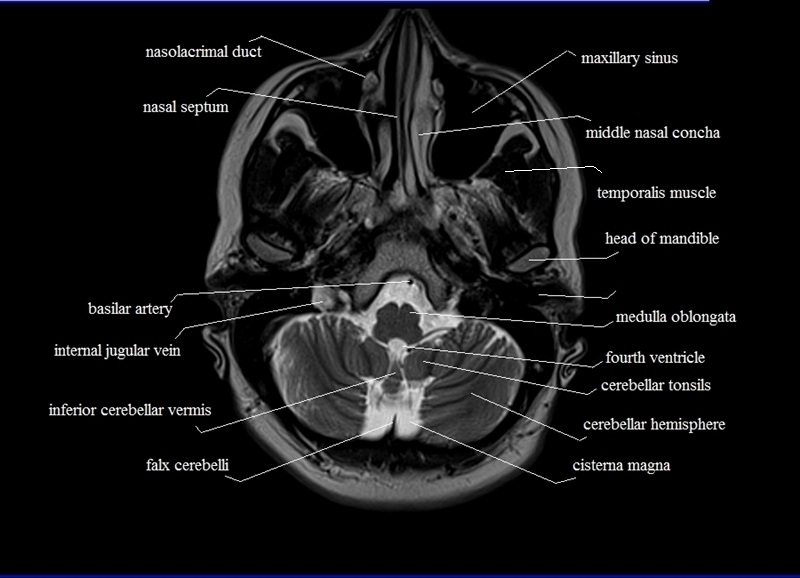 nasolacrimal duct
maxillary sinus
nasal septum
middle nasal concha
temporalis muscle
head of mandible
basilar artery
medulla oblongata
internal jugular vein
fourth ventricle
cerebellar tonsils
inferior cerebellar vermis
cerebellar hemisphere
falx cerebelli
cisterna magna